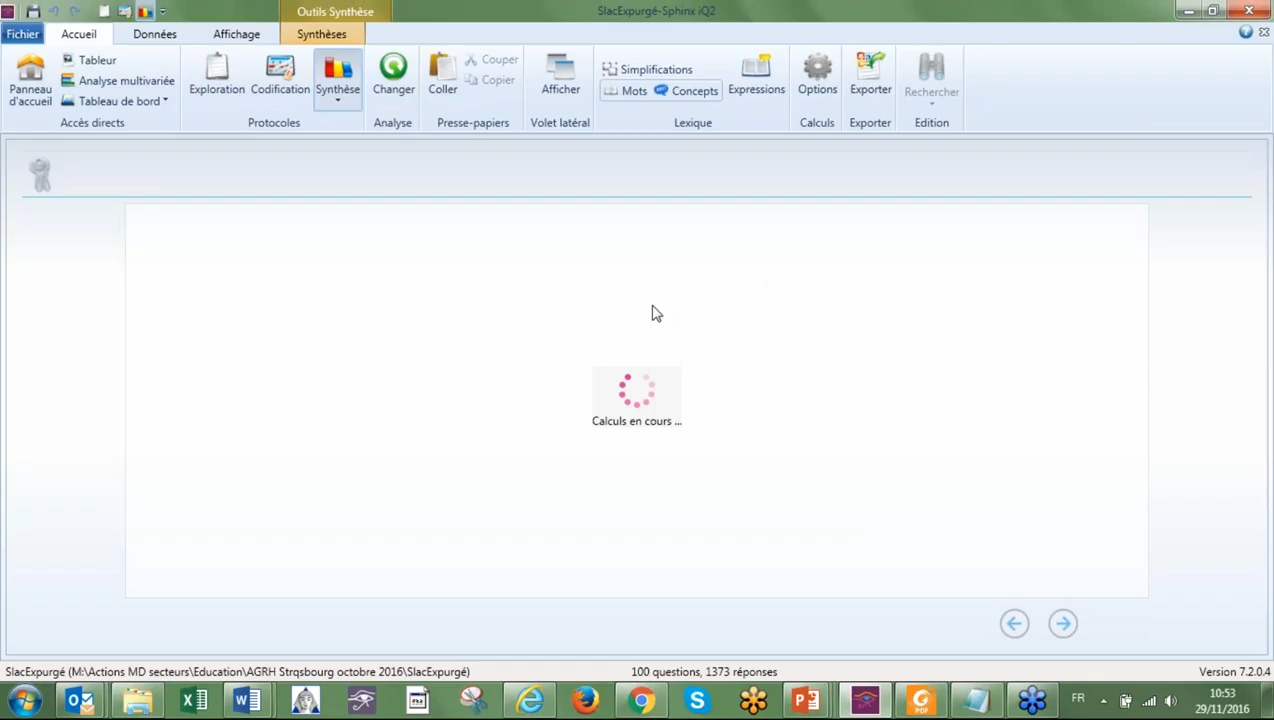 Outils Synthèse
SlacExpurgé-Sphinx iQ2
Fichier
Accueil
Données
Affichage
Synthèses
Panneau d'accueil
Tableur
Analyse multivariée
Tableau de bord
Accès directs
Exploration
Codification
Synthèse
Protocoles
Changer
Analyse
Coller
Couper
Copier
Presse-papiers
Afficher
Volet latéral
Simplifications
Mots
Concepts
Expressions
Lexique
Options
Calculs
Exporter
Exporter
Rechercher
Edition
Calculs en cours ...
SlacExpurgé (M:\Actions MD secteurs\Education\AGRH Strqsbourg octobre 2016\SlacExpurgé)
100 questions, 1373 réponses
Version 7.2.0.4
FR
10:53
29/11/2016